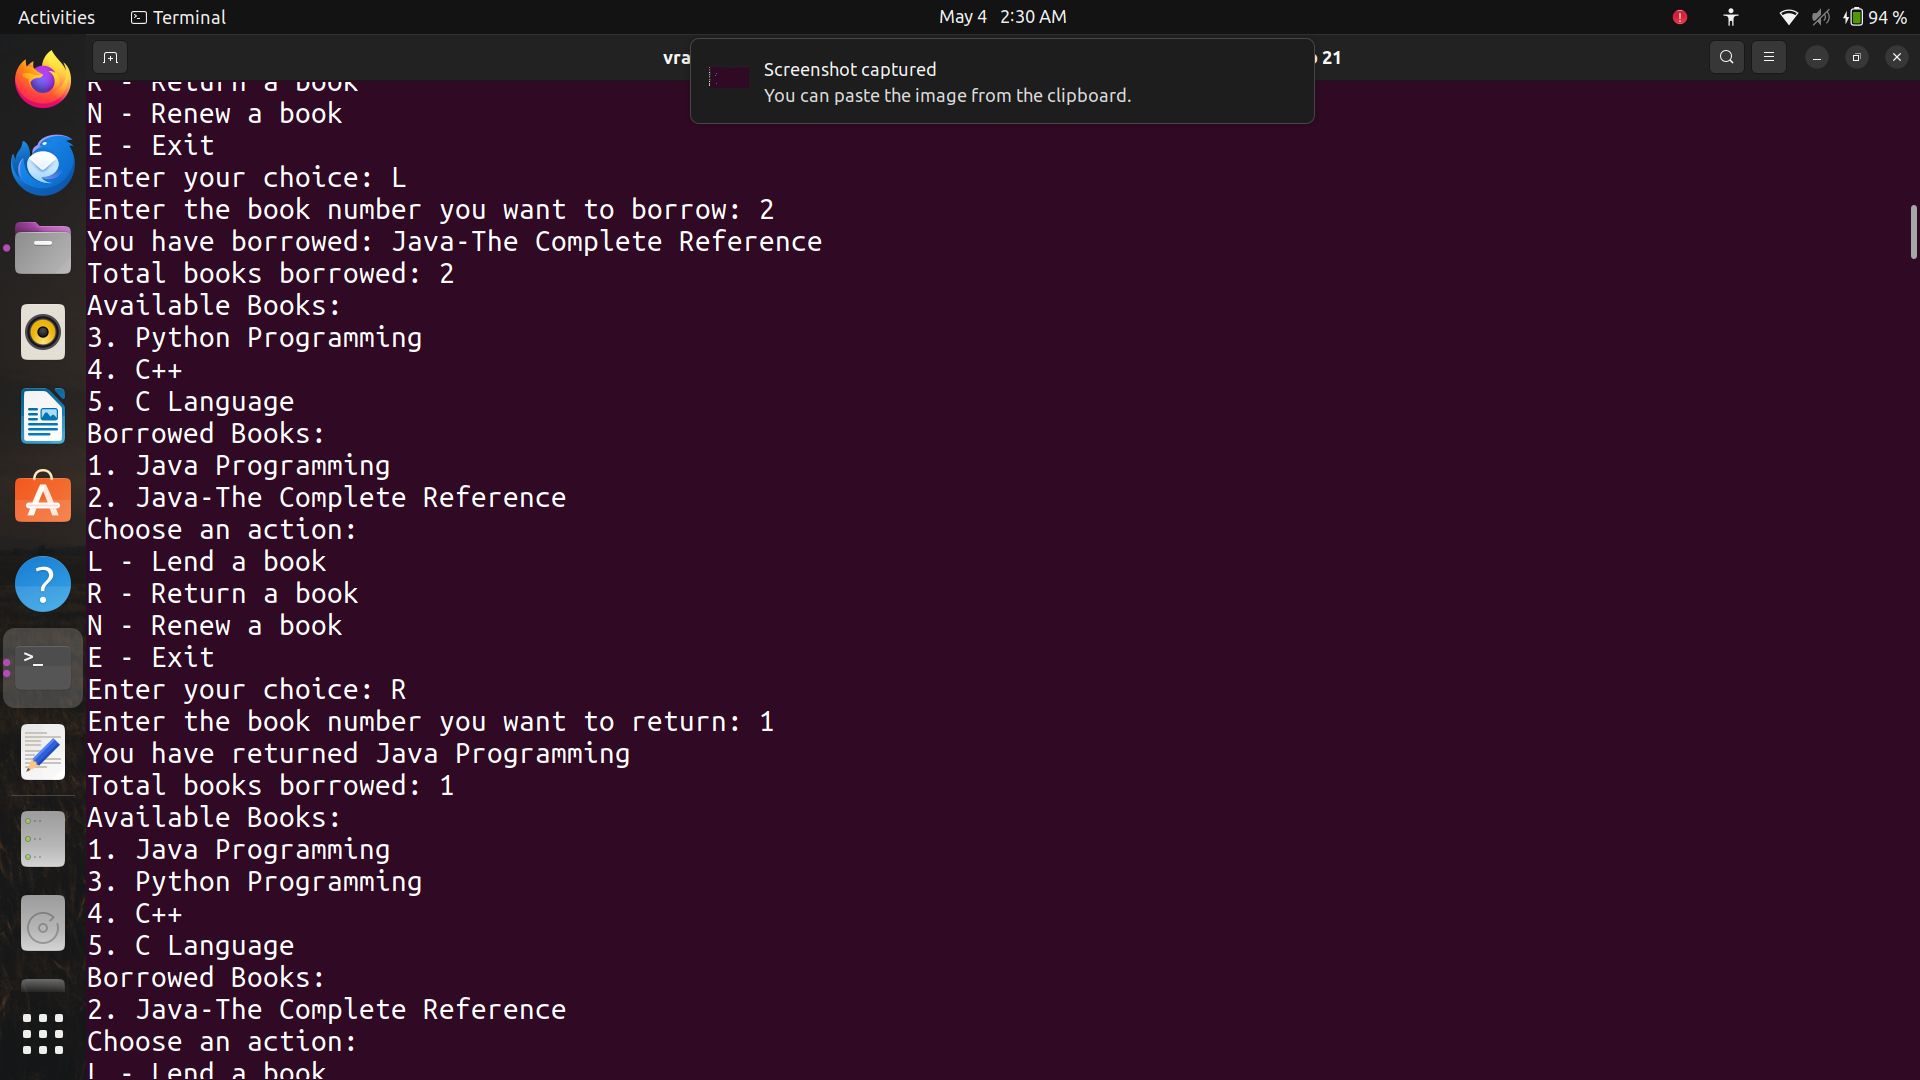 Activities
Terminal
May 4 2:30 AM
94 %
vra
21
Screenshot captured
You can paste the image from the clipboard.
R - Return a book
N - Renew a book
E - Exit
Enter your choice: L
Enter the book number you want to borrow: 2
You have borrowed: Java-The Complete Reference
Total books borrowed: 2
Available Books:
3. Python Programming
4. C++
5. C Language
Borrowed Books:
1. Java Programming
2. Java-The Complete Reference
Choose an action:
L - Lend a book
R - Return a book
N - Renew a book
E - Exit
Enter your choice: R
Enter the book number you want to return: 1
You have returned Java Programming
Total books borrowed: 1
Available Books:
1. Java Programming
3. Python Programming
4. C++
5. C Language
Borrowed Books:
2. Java-The Complete Reference
Choose an action:
L - Lend a book